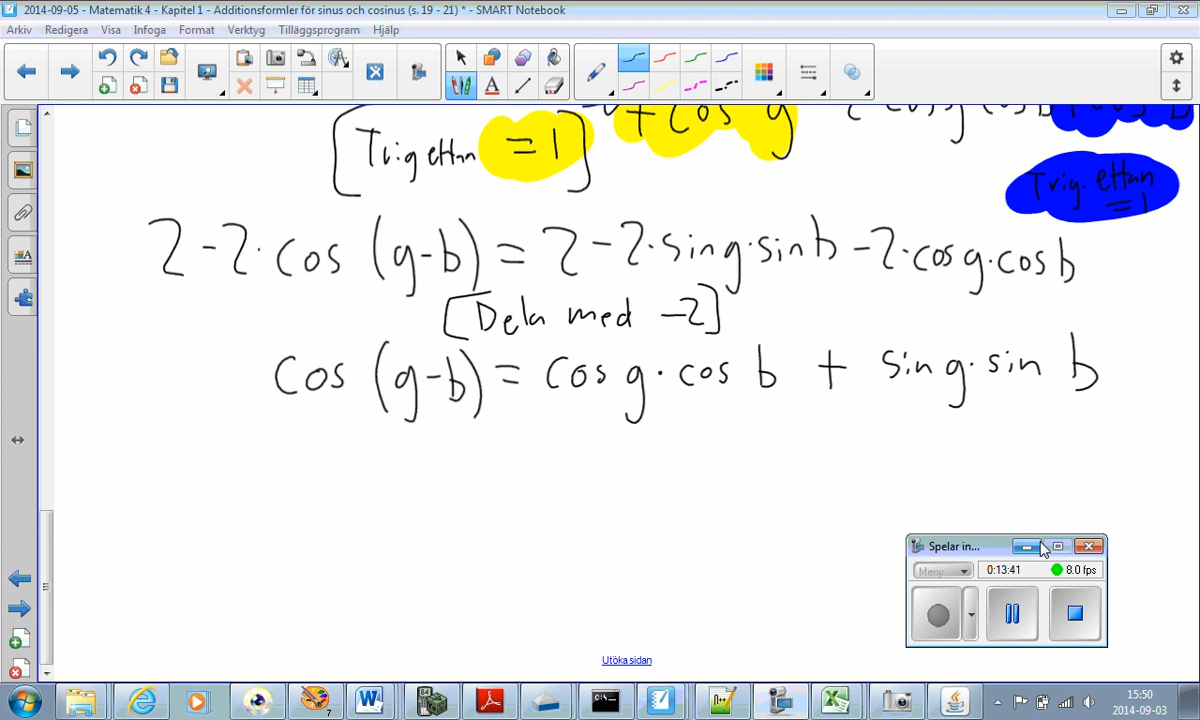 2014-09-05 - Matematik 4 - Kapitel 1 - Additionsformler för sinus och cosinus (s. 19 - 21) * - SMART Notebook
Arkiv Redigera Visa Infoga Format Verktyg Tilläggsprogram Hjälp
+ cos g
[Trig ettan = 1]
Trig. ettan
= 1
2 - 2 · cos (g-b) = 2 - 2·sin g·sin b - 2·cos g·cos b
[Dela med -2]
cos (g-b) = cos g · cos b + sin g · sin b
Spelar in...
Meny 0:13:41 8.0 fps
Utöka sidan
84
7
15:50
2014-09-03